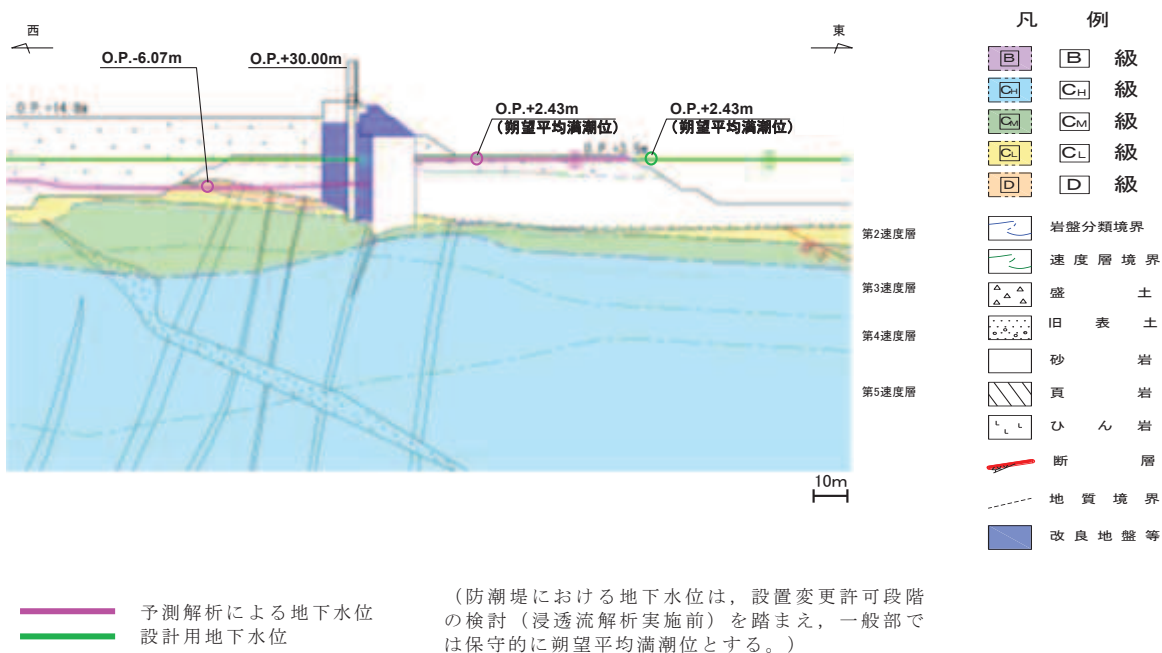 西
東
O.P.-6.07m
O.P.+30.00m
O.P.+14.8m
O.P.+2.43m
(朔望平均満潮位)
O.P.+2.43m
(朔望平均満潮位)
O.P.+3.5m
第2速度層
第3速度層
第4速度層
第5速度層
10m
凡 例
B B 級
CH CH 級
CM CM 級
CL CL 級
D D 級
岩盤分類境界
速度層境界
盛土
旧表土
砂岩
頁岩
ひん岩
断層
地質境界
改良地盤等
予測解析による地下水位
設計用地下水位
(防潮堤における地下水位は,設置変更許可段階
の検討(浸透流解析実施前)を踏まえ,一般部で
は保守的に朔望平均満潮位とする。)